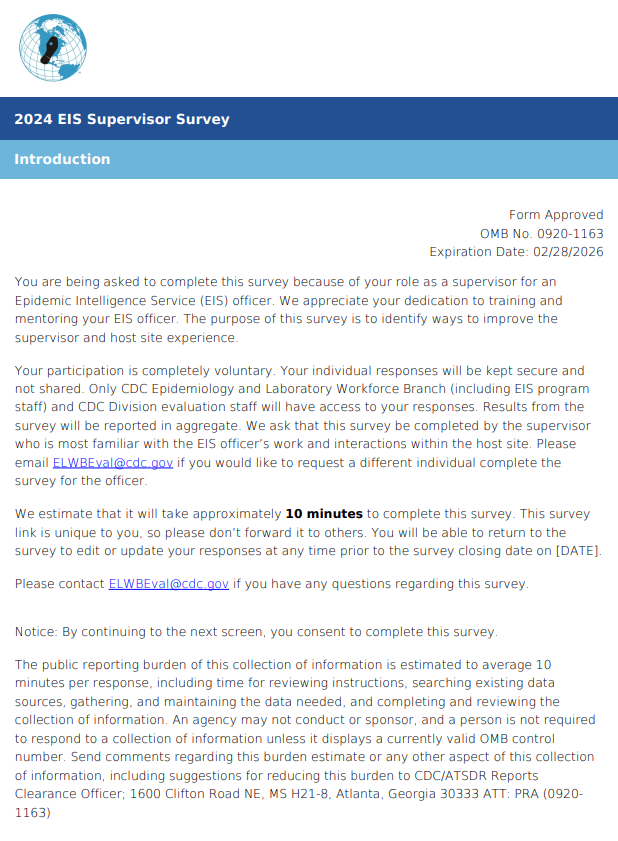 2024 EIS Supervisor Survey
Introduction
Form Approved
OMB No. 0920-1163
Expiration Date: 02/28/2026
You are being asked to complete this survey because of your role as a supervisor for an
Epidemic Intelligence Service (EIS) officer. We appreciate your dedication to training and
mentoring your EIS officer. The purpose of this survey is to identify ways to improve the
supervisor and host site experience.
Your participation is completely voluntary. Your individual responses will be kept secure and
not shared. Only CDC Epidemiology and Laboratory Workforce Branch (including EIS program
staff) and CDC Division evaluation staff will have access to your responses. Results from the
survey will be reported in aggregate. We ask that this survey be completed by the supervisor
who is most familiar with the EIS officer’s work and interactions within the host site. Please
email ELWBEval@cdc.gov if you would like to request a different individual complete the
survey for the officer.
We estimate that it will take approximately 10 minutes to complete this survey. This survey
link is unique to you, so please don’t forward it to others. You will be able to return to the
survey to edit or update your responses at any time prior to the survey closing date on [DATE].
Please contact ELWBEval@cdc.gov if you have any questions regarding this survey.
Notice: By continuing to the next screen, you consent to complete this survey.
The public reporting burden of this collection of information is estimated to average 10
minutes per response, including time for reviewing instructions, searching existing data
sources, gathering, and maintaining the data needed, and completing and reviewing the
collection of information. An agency may not conduct or sponsor, and a person is not required
to respond to a collection of information unless it displays a currently valid OMB control
number. Send comments regarding this burden estimate or any other aspect of this collection
of information, including suggestions for reducing this burden to CDC/ATSDR Reports
Clearance Officer; 1600 Clifton Road NE, MS H21-8, Atlanta, Georgia 30333 ATT: PRA (0920-
1163)